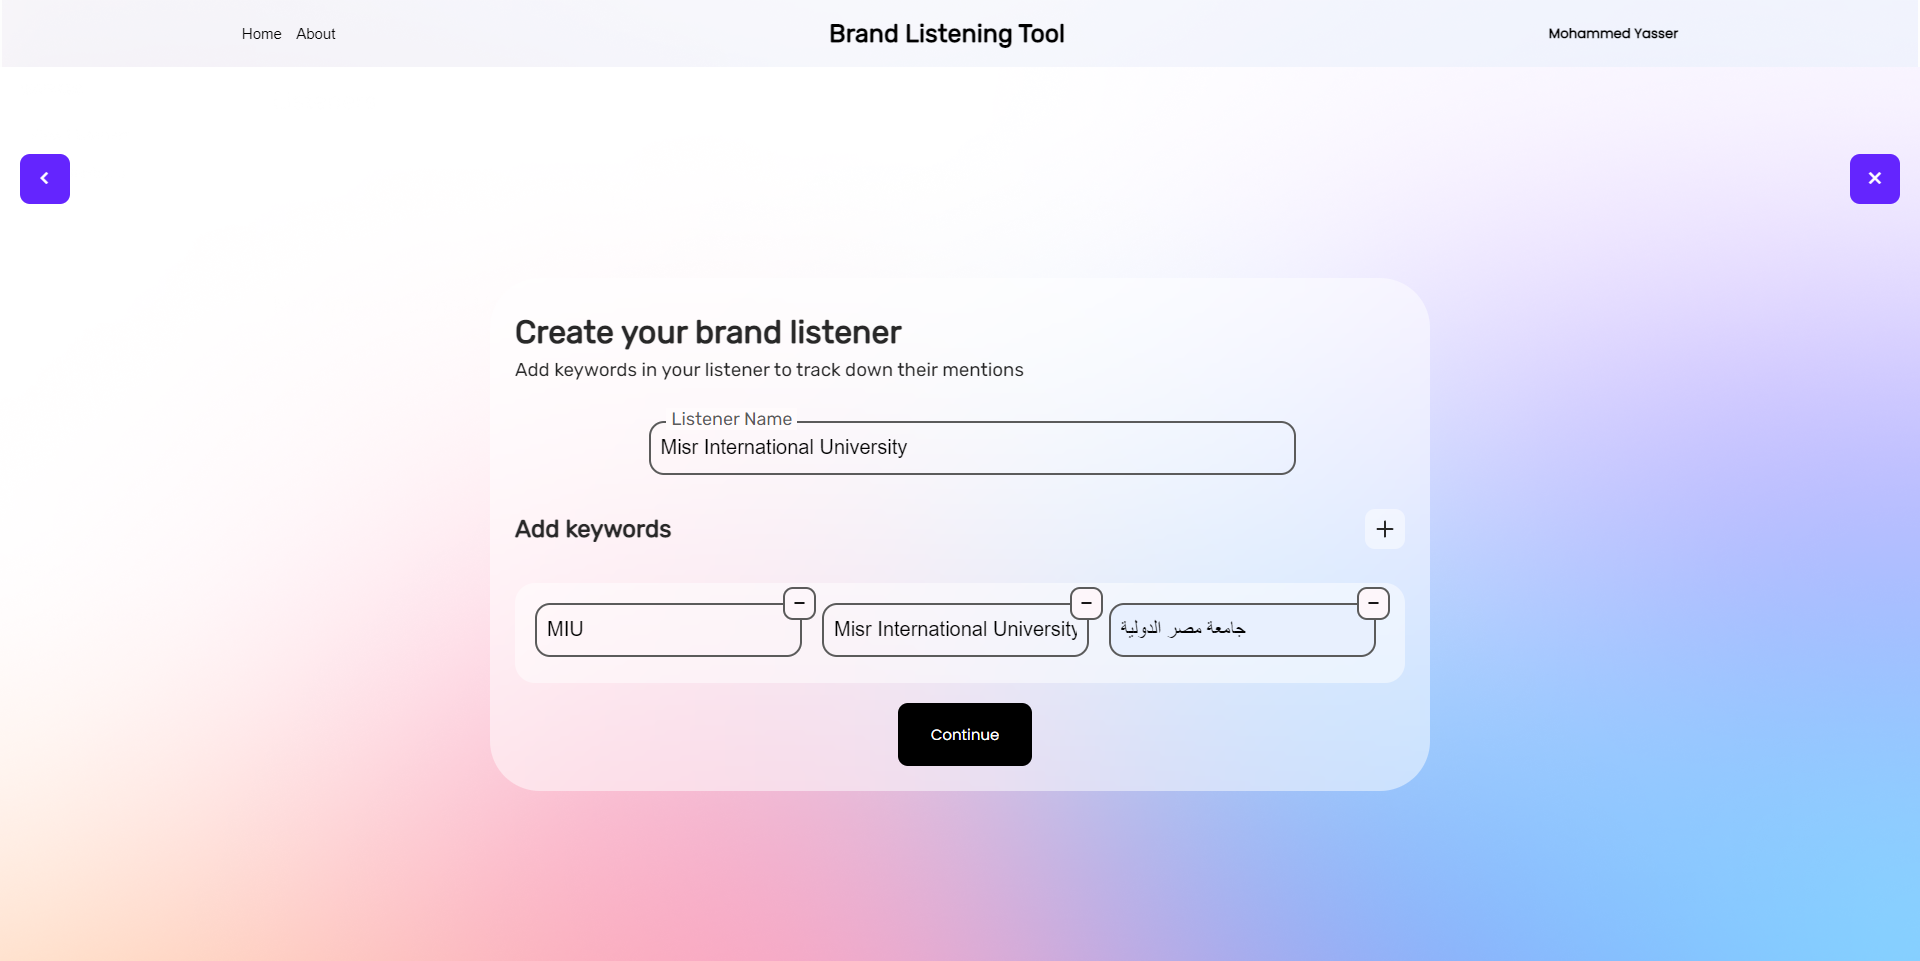 Home About
Brand Listening Tool
Mohammed Yasser
Create your brand listener
Add keywords in your listener to track down their mentions
Listener Name
Misr International University
Add keywords
MIU
Misr International University
جامعة مصر الدولية
Continue